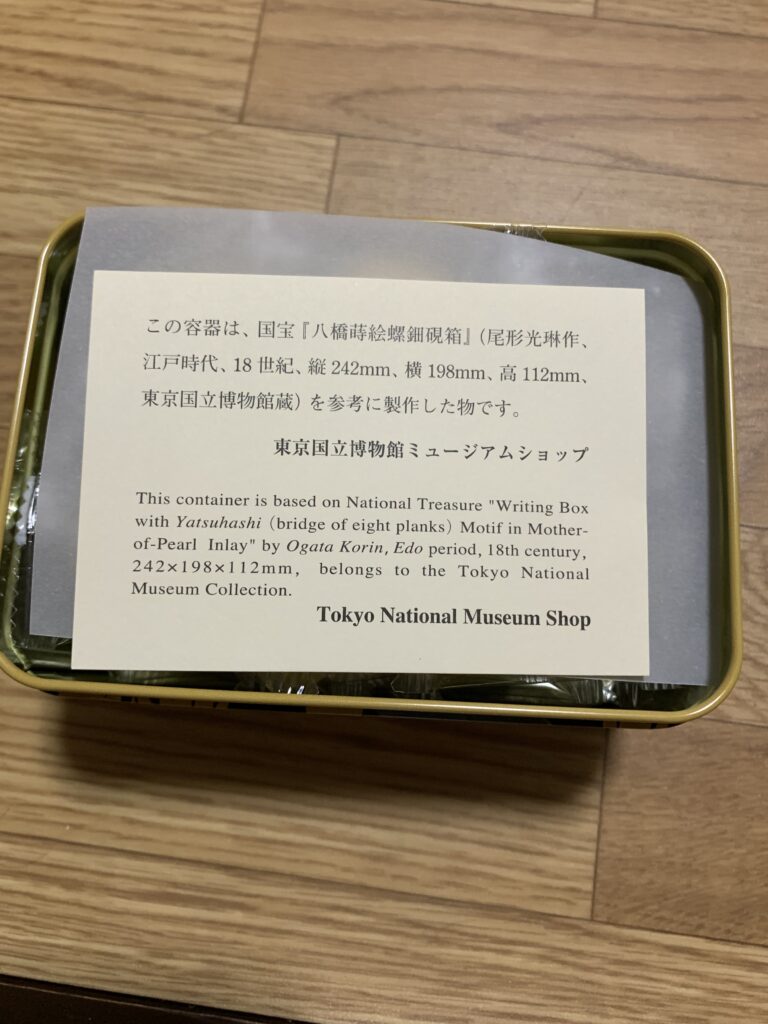 この容器は、国宝『八橋蒔絵螺鈿硯箱』（尾形光琳作、
江戸時代、18 世紀、縦 242mm、横 198mm、高 112mm、
東京国立博物館蔵）を参考に製作した物です。
東京国立博物館ミュージアムショップ
This container is based on National Treasure "Writing Box
with Yatsuhashi (bridge of eight planks) Motif in Mother-
of-Pearl Inlay" by Ogata Korin, Edo period, 18th century,
242×198×112mm, belongs to the Tokyo National
Museum Collection.
Tokyo National Museum Shop